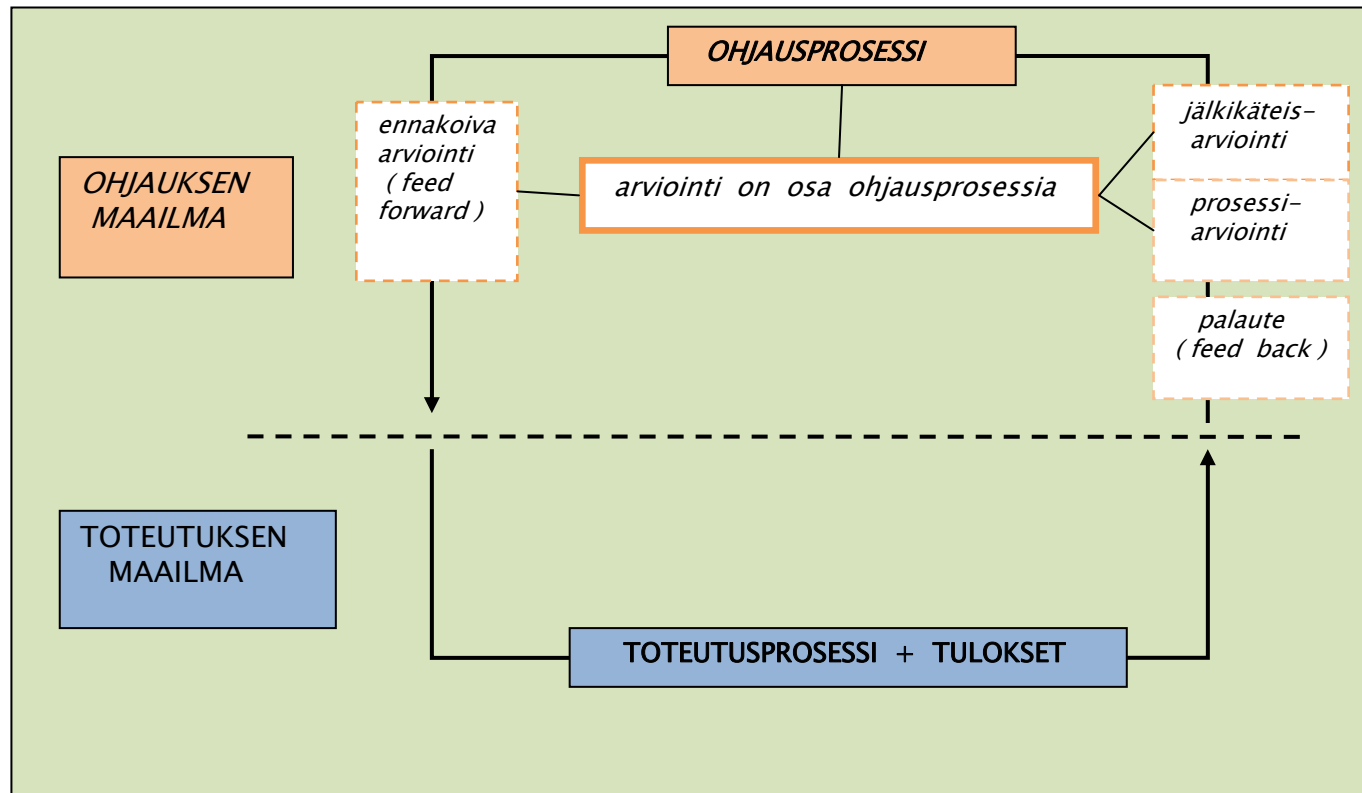 OHJAUSPROSESSI
ennakoiva
arviointi
(feed
forward)
jälkikäteis-
arviointi
OHJAUKSEN
MAAILMA
arviointi on osa ohjausprosessia
prosessi-
arviointi
palaute
(feed back)
TOTEUTUKSEN
MAAILMA
TOTEUTUSPROSESSI + TULOKSET